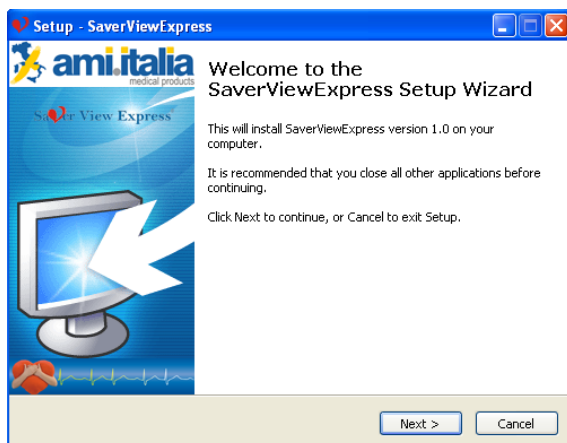 Setup - SaverViewExpress
ami.italia
medical products
Saver View Express
Welcome to the
SaverViewExpress Setup Wizard
This will install SaverViewExpress version 1.0 on your
computer.
It is recommended that you close all other applications before
continuing.
Click Next to continue, or Cancel to exit Setup.
Next >
Cancel